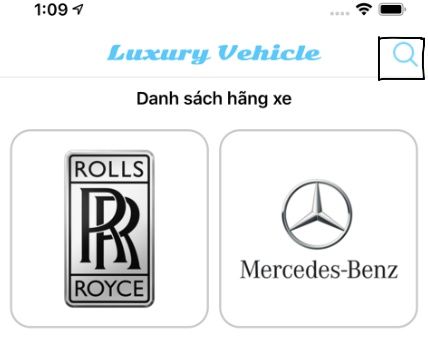 1:09
Luxury Vehicle
Danh sách hãng xe
ROLLS
RR
ROYCE
Mercedes-Benz